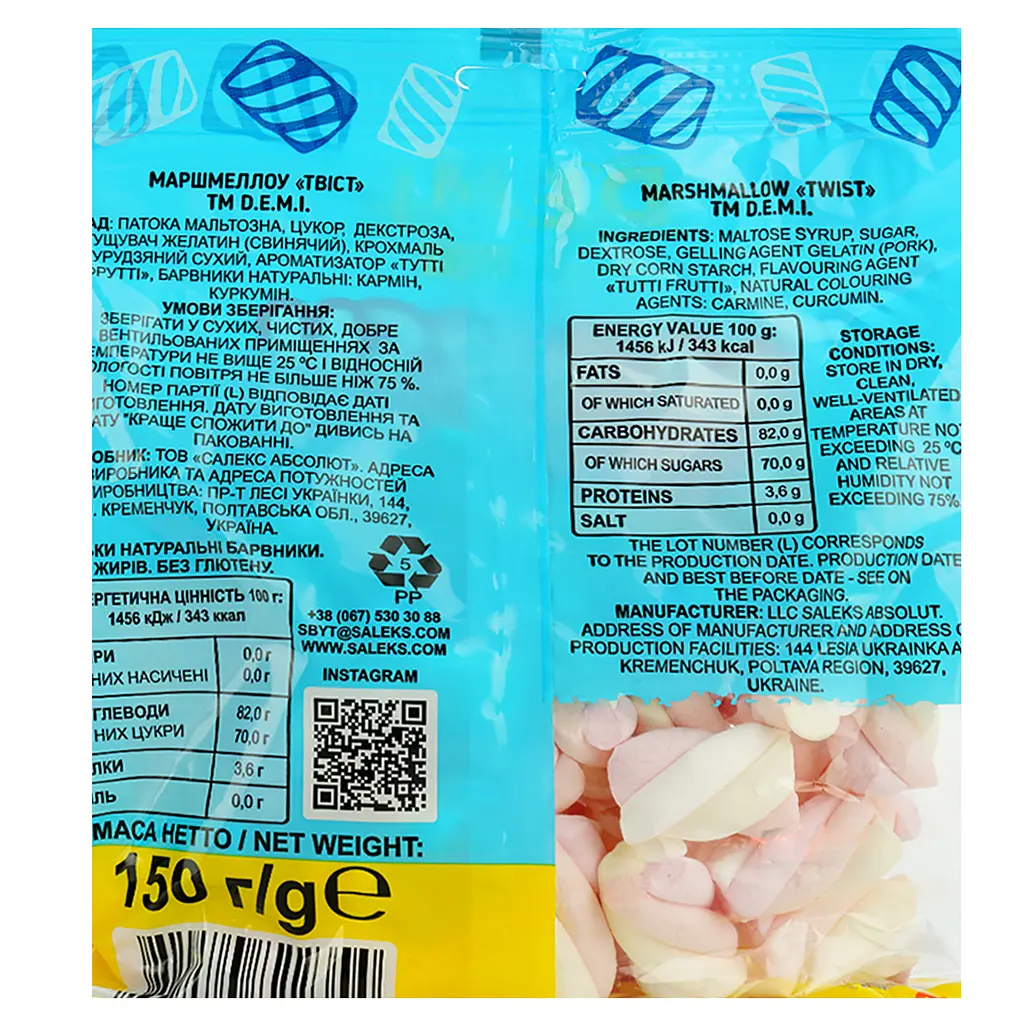 МАРШМЕЛЛОУ «ТВІСТ»
ТМ D.E.M.I.
АД: ПАТОКА МАЛЬТОЗНА, ЦУКОР, ДЕКСТРОЗА,
УЩУВАЧ ЖЕЛАТИН (СВИНЯЧИЙ), КРОХМАЛЬ
УРУДЗЯНИЙ СУХИЙ, АРОМАТИЗАТОР «ТУТТІ
ФРУТТІ», БАРВНИКИ НАТУРАЛЬНІ: КАРМІН,
КУРКУМІН.
УМОВИ ЗБЕРІГАННЯ:
ЗБЕРІГАТИ У СУХИХ, ЧИСТИХ, ДОБРЕ
ВЕНТИЛЬОВАНИХ ПРИМІЩЕННЯХ ЗА
ЕМПЕРАТУРИ НЕ ВИЩЕ 25 ºС І ВІДНОСНІЙ
ОЛОГОСТІ ПОВІТРЯ НЕ БІЛЬШЕ НІЖ 75 %.
НОМЕР ПАРТІЇ (L) ВІДПОВІДАЄ ДАТІ
ИГОТОВЛЕННЯ. ДАТУ ВИГОТОВЛЕННЯ ТА
АТУ "КРАЩЕ СПОЖИТИ ДО" ДИВИСЬ НА
ПАКОВАННІ.
ОБНИК: ТОВ «САЛЕКС АБСОЛЮТ». АДРЕСА
ВИРОБНИКА ТА АДРЕСА ПОТУЖНОСТЕЙ
ИРОБНИЦТВА: ПР-Т ЛЕСІ УКРАЇНКИ, 144,
. КРЕМЕНЧУК, ПОЛТАВСЬКА ОБЛ., 39627,
УКРАЇНА.
ЬКИ НАТУРАЛЬНІ БАРВНИКИ.
ЖИРІВ. БЕЗ ГЛЮТЕНУ.
5
PP
+38 (067) 530 30 88
SBYT@SALEKS.COM
WWW.SALEKS.COM
INSTAGRAM
ЕРГЕТИЧНА ЦІННІСТЬ 100 г:
1456 кДж / 343 ккал
РИ 0,0 г
НИХ НАСИЧЕНІ 0,0 г
ГЛЕВОДИ 82,0 г
НИХ ЦУКРИ 70,0 г
ЛКИ 3,6 г
ЛЬ 0,0 г
МАСА НЕТТО / NET WEIGHT:
150 г/g℮
MARSHMALLOW «TWIST»
TM D.E.M.I.
INGREDIENTS: MALTOSE SYRUP, SUGAR,
DEXTROSE, GELLING AGENT GELATIN (PORK),
DRY CORN STARCH, FLAVOURING AGENT
«TUTTI FRUTTI», NATURAL COLOURING
AGENTS: CARMINE, CURCUMIN.
ENERGY VALUE 100 g:
1456 kJ / 343 kcal
FATS 0,0 g
OF WHICH SATURATED 0,0 g
CARBOHYDRATES 82,0 g
OF WHICH SUGARS 70,0 g
PROTEINS 3,6 g
SALT 0,0 g
STORAGE
CONDITIONS:
STORE IN DRY,
CLEAN,
WELL-VENTILATED
AREAS AT
TEMPERATURE NOT
EXCEEDING 25 ºC
AND RELATIVE
HUMIDITY NOT
EXCEEDING 75%
THE LOT NUMBER (L) CORRESPONDS
TO THE PRODUCTION DATE. PRODUCTION DATE
AND BEST BEFORE DATE - SEE ON
THE PACKAGING.
MANUFACTURER: LLC SALEKS ABSOLUT.
ADDRESS OF MANUFACTURER AND ADDRESS
PRODUCTION FACILITIES: 144 LESIA UKRAINKA A
KREMENCHUK, POLTAVA REGION, 39627,
UKRAINE.